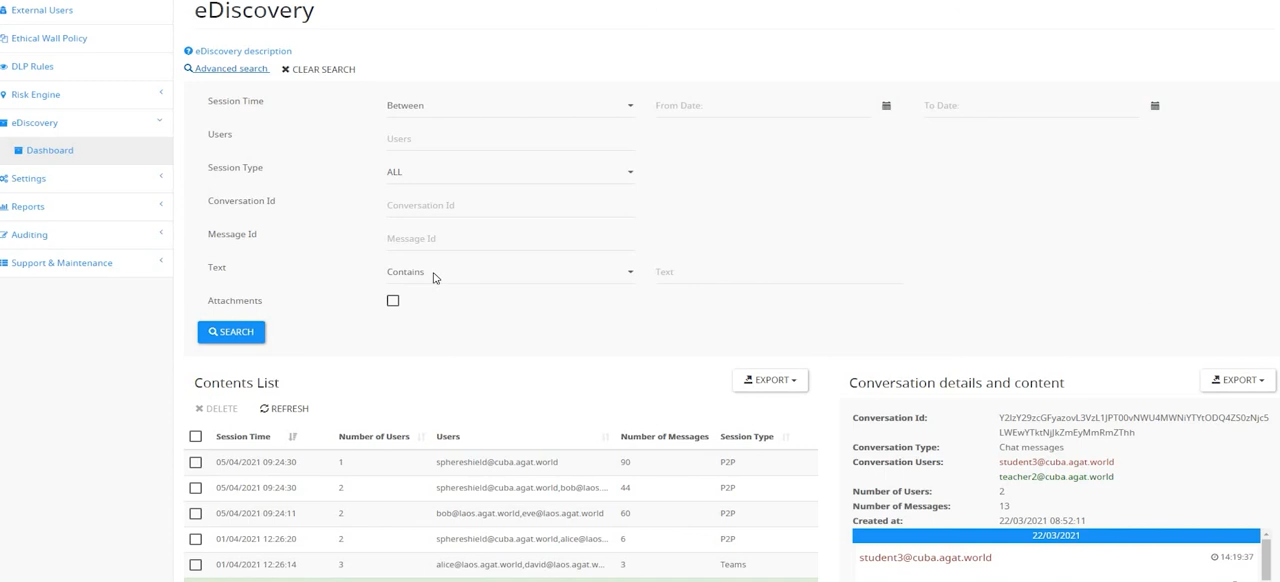 External Users
Ethical Wall Policy
DLP Rules
Risk Engine
eDiscovery
Dashboard
Settings
Reports
Auditing
Support & Maintenance
eDiscovery
eDiscovery description
Advanced search CLEAR SEARCH
Session Time Between From Date: To Date:
Users Users
Session Type ALL
Conversation Id Conversation Id
Message Id Message Id
Text Contains Text
Attachments
SEARCH
Contents List EXPORT
DELETE REFRESH
Session Time Number of Users Users Number of Messages Session Type
05/04/2021 09:24:30 1 sphereshield@cuba.agat.world 90 P2P
05/04/2021 09:24:30 2 sphereshield@cuba.agat.world,bob@laos.... 44 P2P
05/04/2021 09:24:11 2 bob@laos.agat.world,eve@laos.agat.world 60 P2P
01/04/2021 12:26:20 2 sphereshield@cuba.agat.world,alice@laos... 6 P2P
01/04/2021 12:26:14 3 alice@laos.agat.world,david@laos.agat.w... 3 Teams
Conversation details and content EXPORT
Conversation Id:
Conversation Type: Chat messages
Conversation Users: student3@cuba.agat.world
teacher2@cuba.agat.world
Number of Users: 2
Number of Messages: 13
Created at: 22/03/2021 08:52:11
22/03/2021
student3@cuba.agat.world 14:19:37